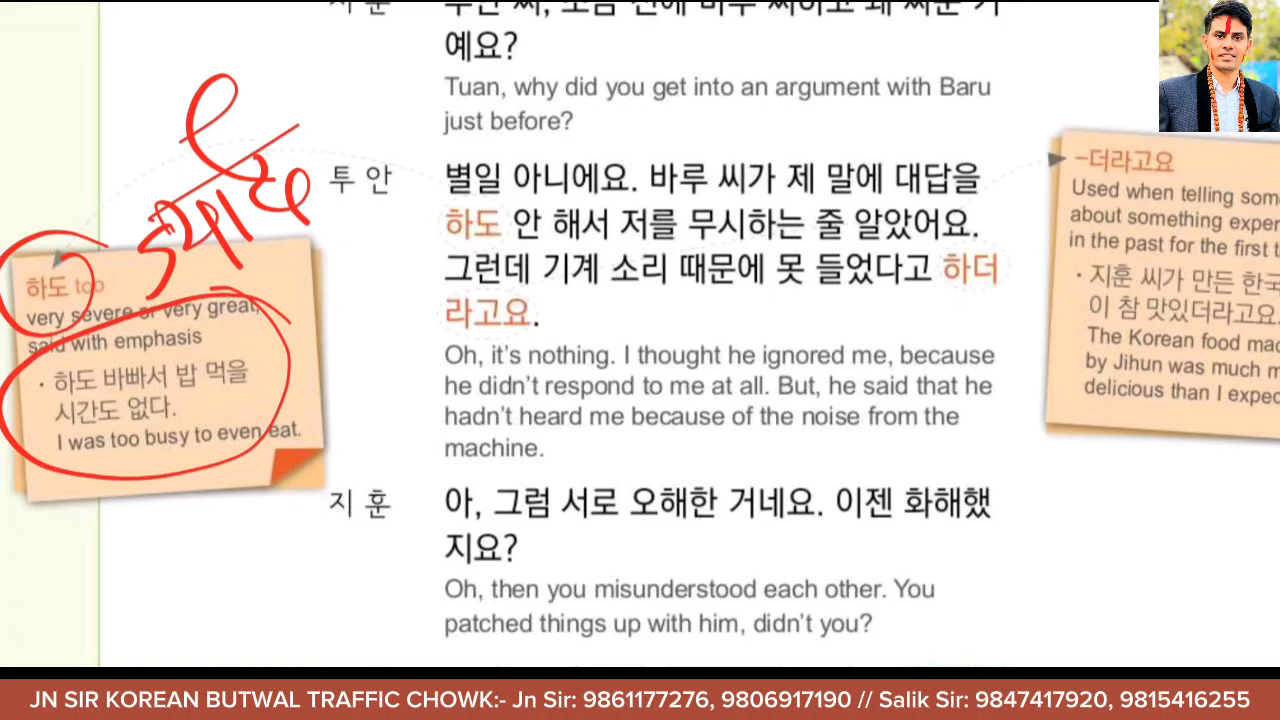 예요?
Tuan, why did you get into an argument with Baru
just before?
투 안
별일 아니에요. 바루 씨가 제 말에 대답을
하도 안 해서 저를 무시하는 줄 알았어요.
그런데 기계 소리 때문에 못 들었다고 하더
라고요.
Oh, it's nothing. I thought he ignored me, because
he didn't respond to me at all. But, he said that he
hadn't heard me because of the noise from the
machine.
지 훈
아, 그럼 서로 오해한 거네요. 이젠 화해했
지요?
Oh, then you misunderstood each other. You
patched things up with him, didn't you?
하도 too
very severe or very great,
said with emphasis
· 하도 바빠서 밥 먹을
시간도 없다.
I was too busy to even eat.
-더라고요
Used when telling
about something
in the past for the first
· 지훈 씨가 만든
이 참 맛있더라고요.
The Korean food
by Jihun was much
delicious than I
JN SIR KOREAN BUTWAL TRAFFIC CHOWK:- Jn Sir: 9861177276, 9806917190 // Salik Sir: 9847417920, 9815416255